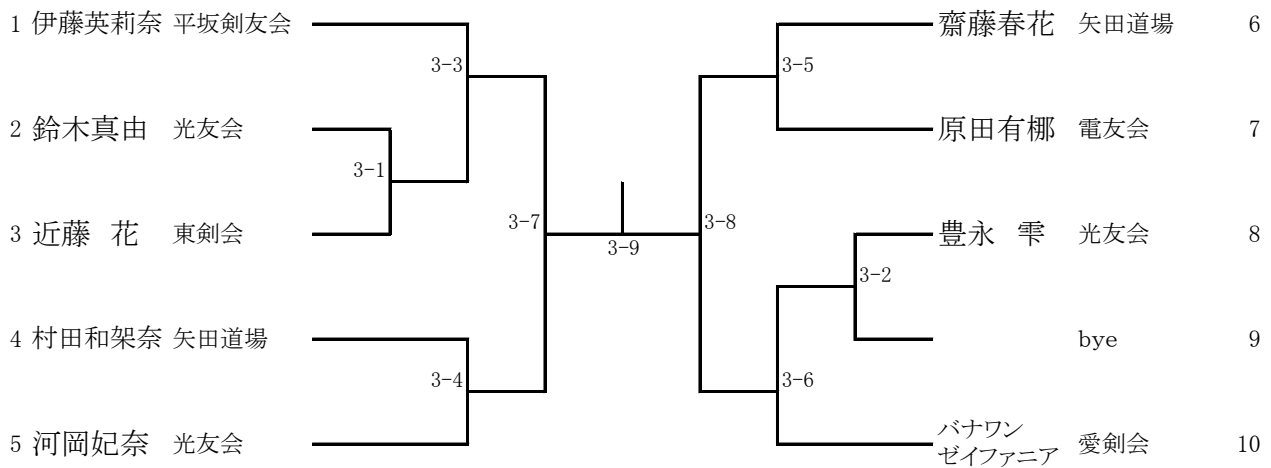 1 伊藤英莉奈 平坂剣友会
3-3
2 鈴木真由 光友会
3-1
3 近藤 花 東剣会
3-7
4 村田和架奈 矢田道場
3-4
5 河岡妃奈 光友会
3-9
齋藤春花 矢田道場 6
3-5
原田有梛 電友会 7
3-8
豊永 雫 光友会 8
3-2
bye 9
3-6
バナワン
ゼイファニア 愛剣会 10